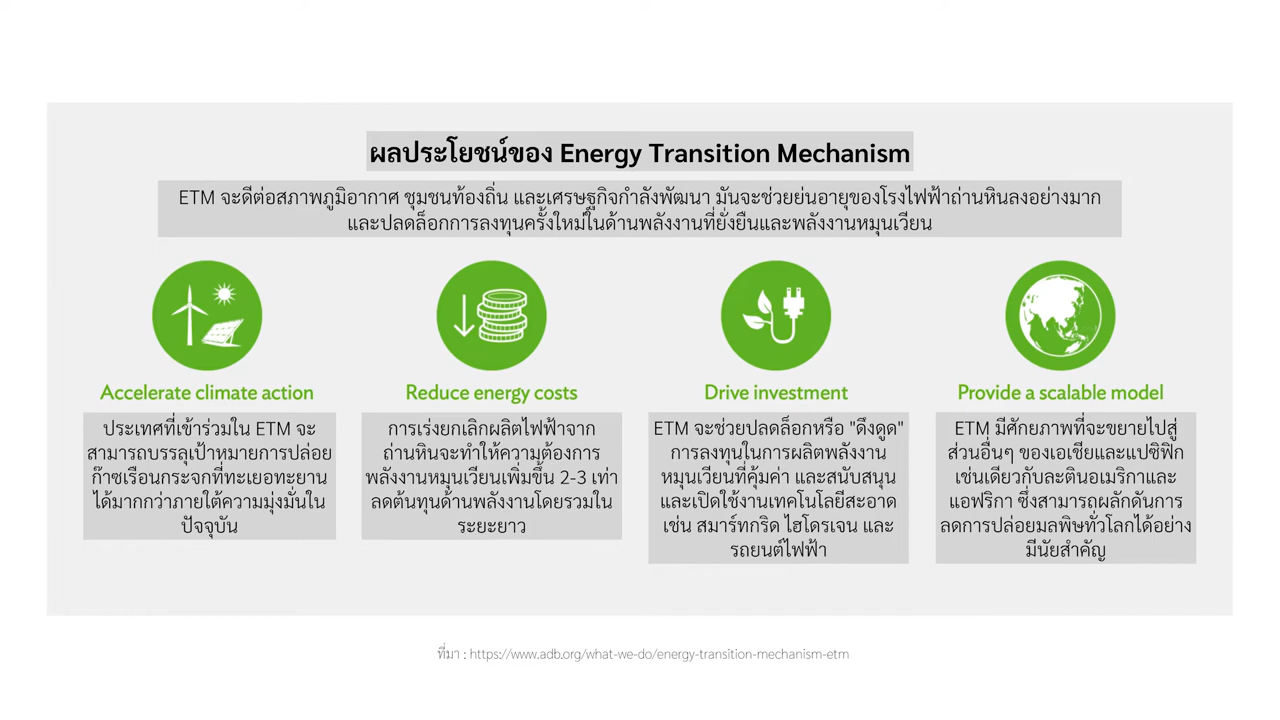 ผลประโยชน์ของ Energy Transition Mechanism
ETM จะดีต่อสภาพภูมิอากาศ ชุมชนท้องถิ่น และเศรษฐกิจกำลังพัฒนา มันจะช่วยย่นอายุของโรงไฟฟ้าถ่านหินลงอย่างมาก
และปลดล็อกการลงทุนครั้งใหม่ในด้านพลังงานที่ยั่งยืนและพลังงานหมุนเวียน
Accelerate climate action
ประเทศที่เข้าร่วมใน ETM จะ
สามารถบรรลุเป้าหมายการปล่อย
ก๊าซเรือนกระจกที่ทะเยอทะยาน
ได้มากกว่าภายใต้ความมุ่งมั่นใน
ปัจจุบัน
Reduce energy costs
การเร่งยกเลิกผลิตไฟฟ้าจาก
ถ่านหินจะทำให้ความต้องการ
พลังงานหมุนเวียนเพิ่มขึ้น 2-3 เท่า
ลดต้นทุนด้านพลังงานโดยรวมใน
ระยะยาว
Drive investment
ETM จะช่วยปลดล็อกหรือ "ดึงดูด"
การลงทุนในการผลิตพลังงาน
หมุนเวียนที่คุ้มค่า และสนับสนุน
และเปิดใช้งานเทคโนโลยีสะอาด
เช่น สมาร์ทกริด ไฮโดรเจน และ
รถยนต์ไฟฟ้า
Provide a scalable model
ETM มีศักยภาพที่จะขยายไปสู่
ส่วนอื่นๆ ของเอเชียและแปซิฟิก
เช่นเดียวกับละตินอเมริกาและ
แอฟริกา ซึ่งสามารถผลักดันการ
ลดการปล่อยมลพิษทั่วโลกได้อย่าง
มีนัยสำคัญ
ที่มา : https://www.adb.org/what-we-do/energy-transition-mechanism-etm